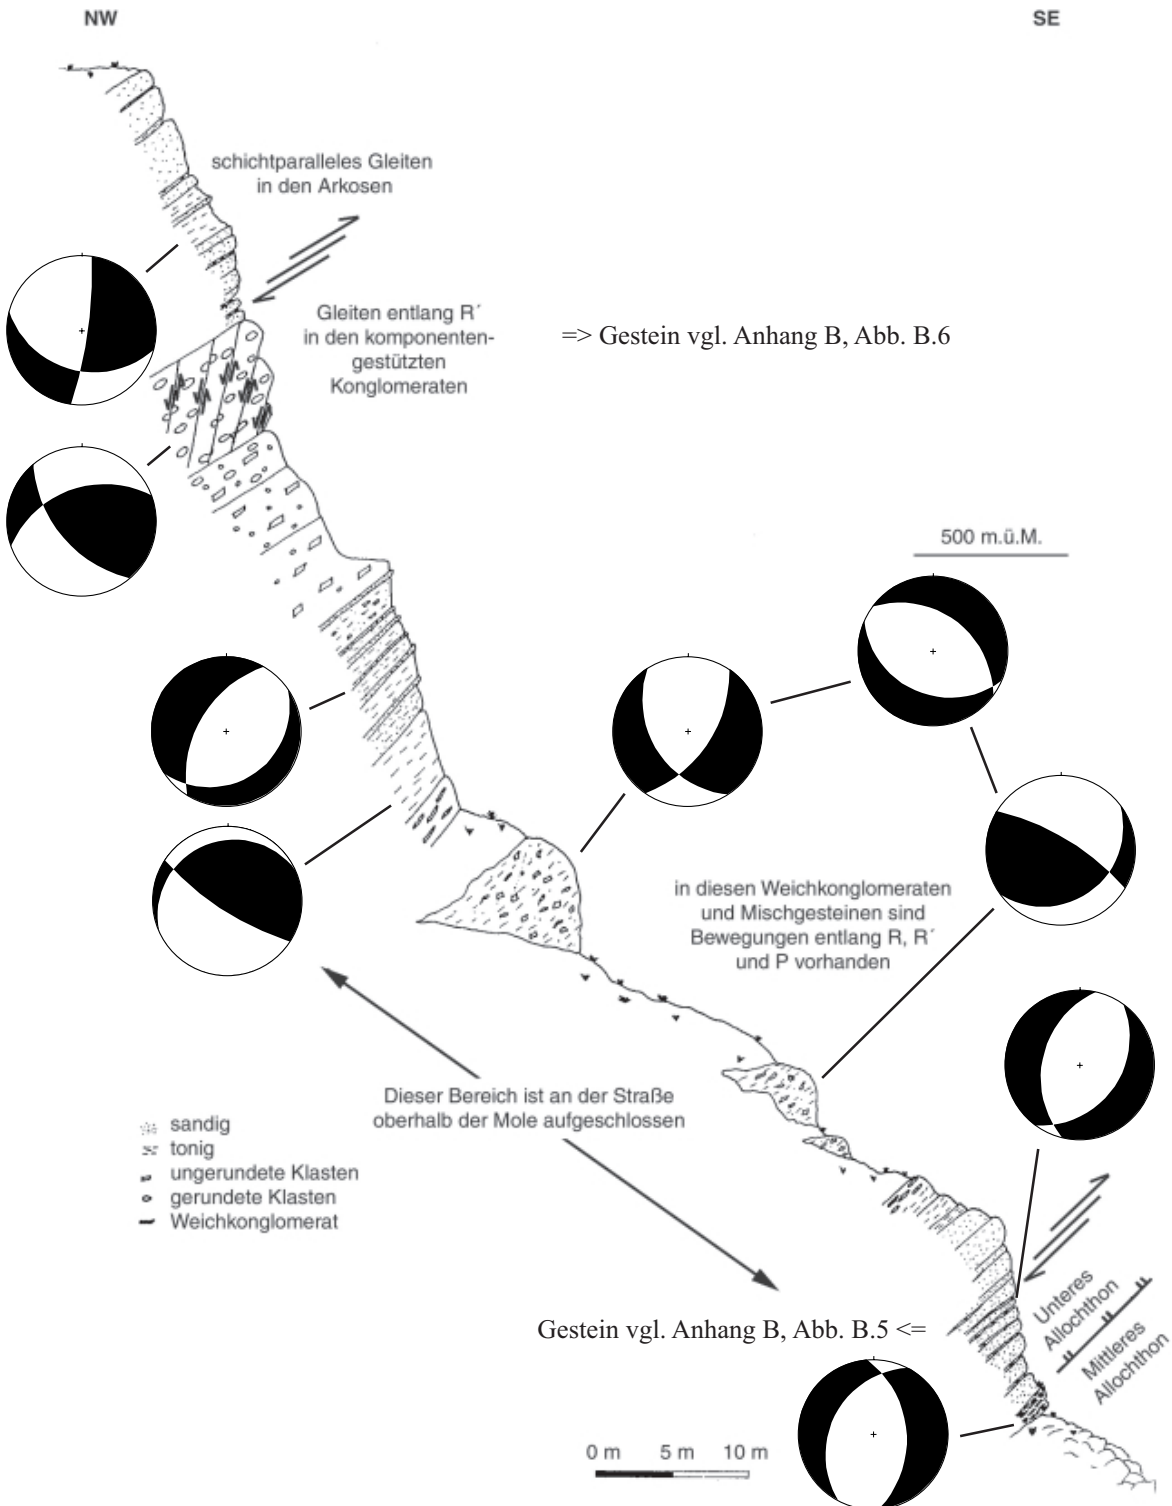 NW
SE
schichtparalleles Gleiten
in den Arkosen
Gleiten entlang R´
in den komponenten-
gestützten
Konglomeraten
=> Gestein vgl. Anhang B, Abb. B.6
500 m.ü.M.
in diesen Weichkonglomeraten
und Mischgesteinen sind
Bewegungen entlang R, R´
und P vorhanden
Dieser Bereich ist an der Straße
oberhalb der Mole aufgeschlossen
sandig
tonig
ungerundete Klasten
gerundete Klasten
Weichkonglomerat
Unteres
Allochthon
Mittleres
Allochthon
Gestein vgl. Anhang B, Abb. B.5 <=
0 m 5 m 10 m